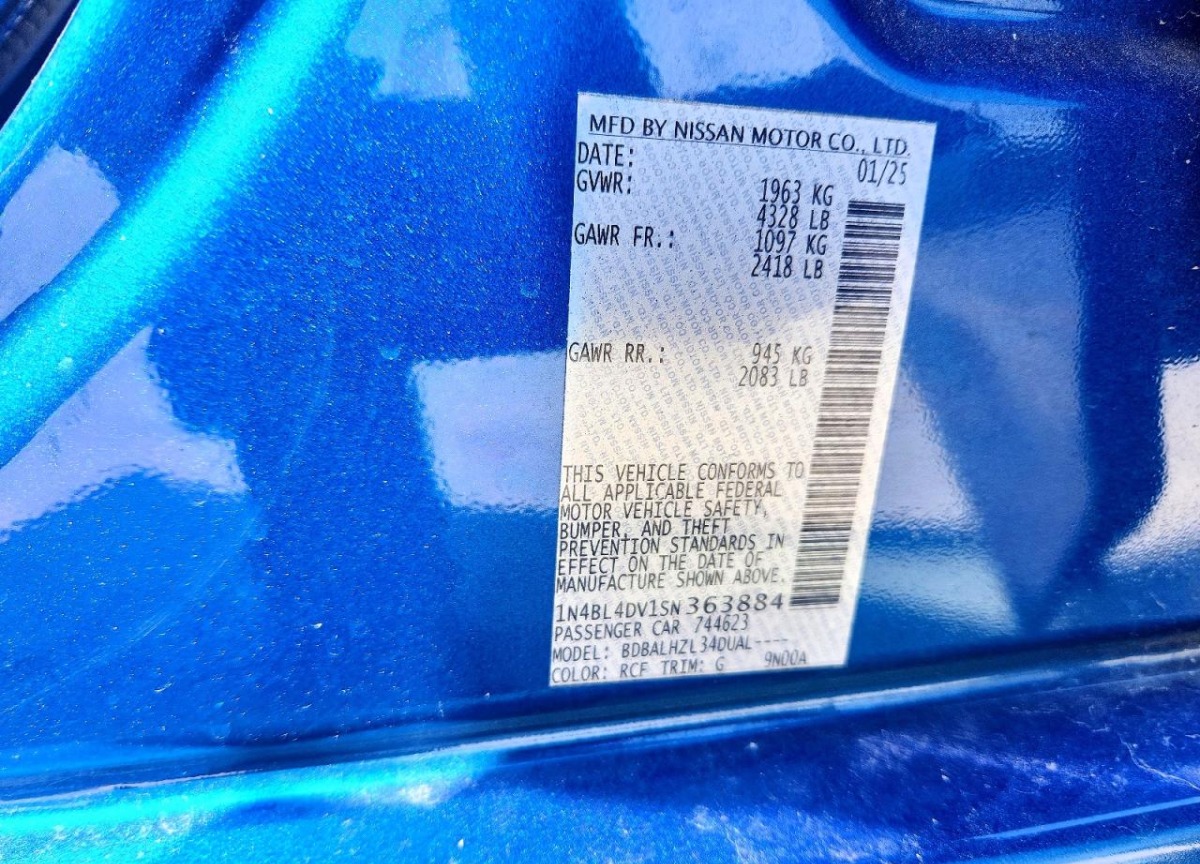 MFD BY NISSAN MOTOR CO., LTD.
DATE: 01/25
GVWR: 1963 KG
4328 LB
GAWR FR.: 1097 KG
2418 LB
GAWR RR.: 945 KG
2083 LB
THIS VEHICLE CONFORMS TO
ALL APPLICABLE FEDERAL
MOTOR VEHICLE SAFETY,
BUMPER, AND THEFT
PREVENTION STANDARDS IN
EFFECT ON THE DATE OF
MANUFACTURE SHOWN ABOVE.
1N4BL4DV1SN363884
PASSENGER CAR 744623
MODEL: BDBALHZL34DUAL----
COLOR: RCF TRIM: G 9N00A